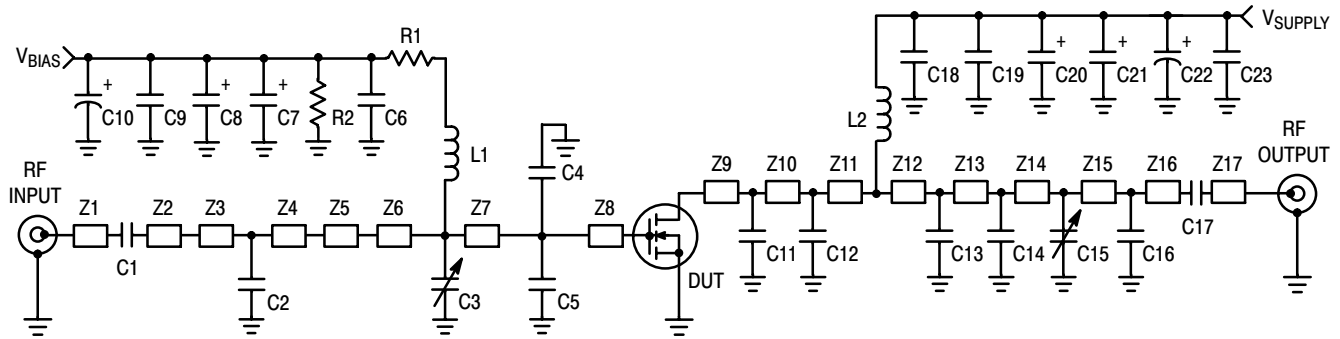 V_BIAS
R1
V_SUPPLY
+
+
+
+
+
+
C10
C9
C8
C7
R2
C6
C18
C19
C20
C21
C22
C23
L1
L2
C4
RF
INPUT
Z1
Z2
Z3
Z4
Z5
Z6
Z7
Z8
Z9
Z10
Z11
Z12
Z13
Z14
Z15
Z16
Z17
RF
OUTPUT
C1
C17
C2
C3
C5
DUT
C11
C12
C13
C14
C15
C16